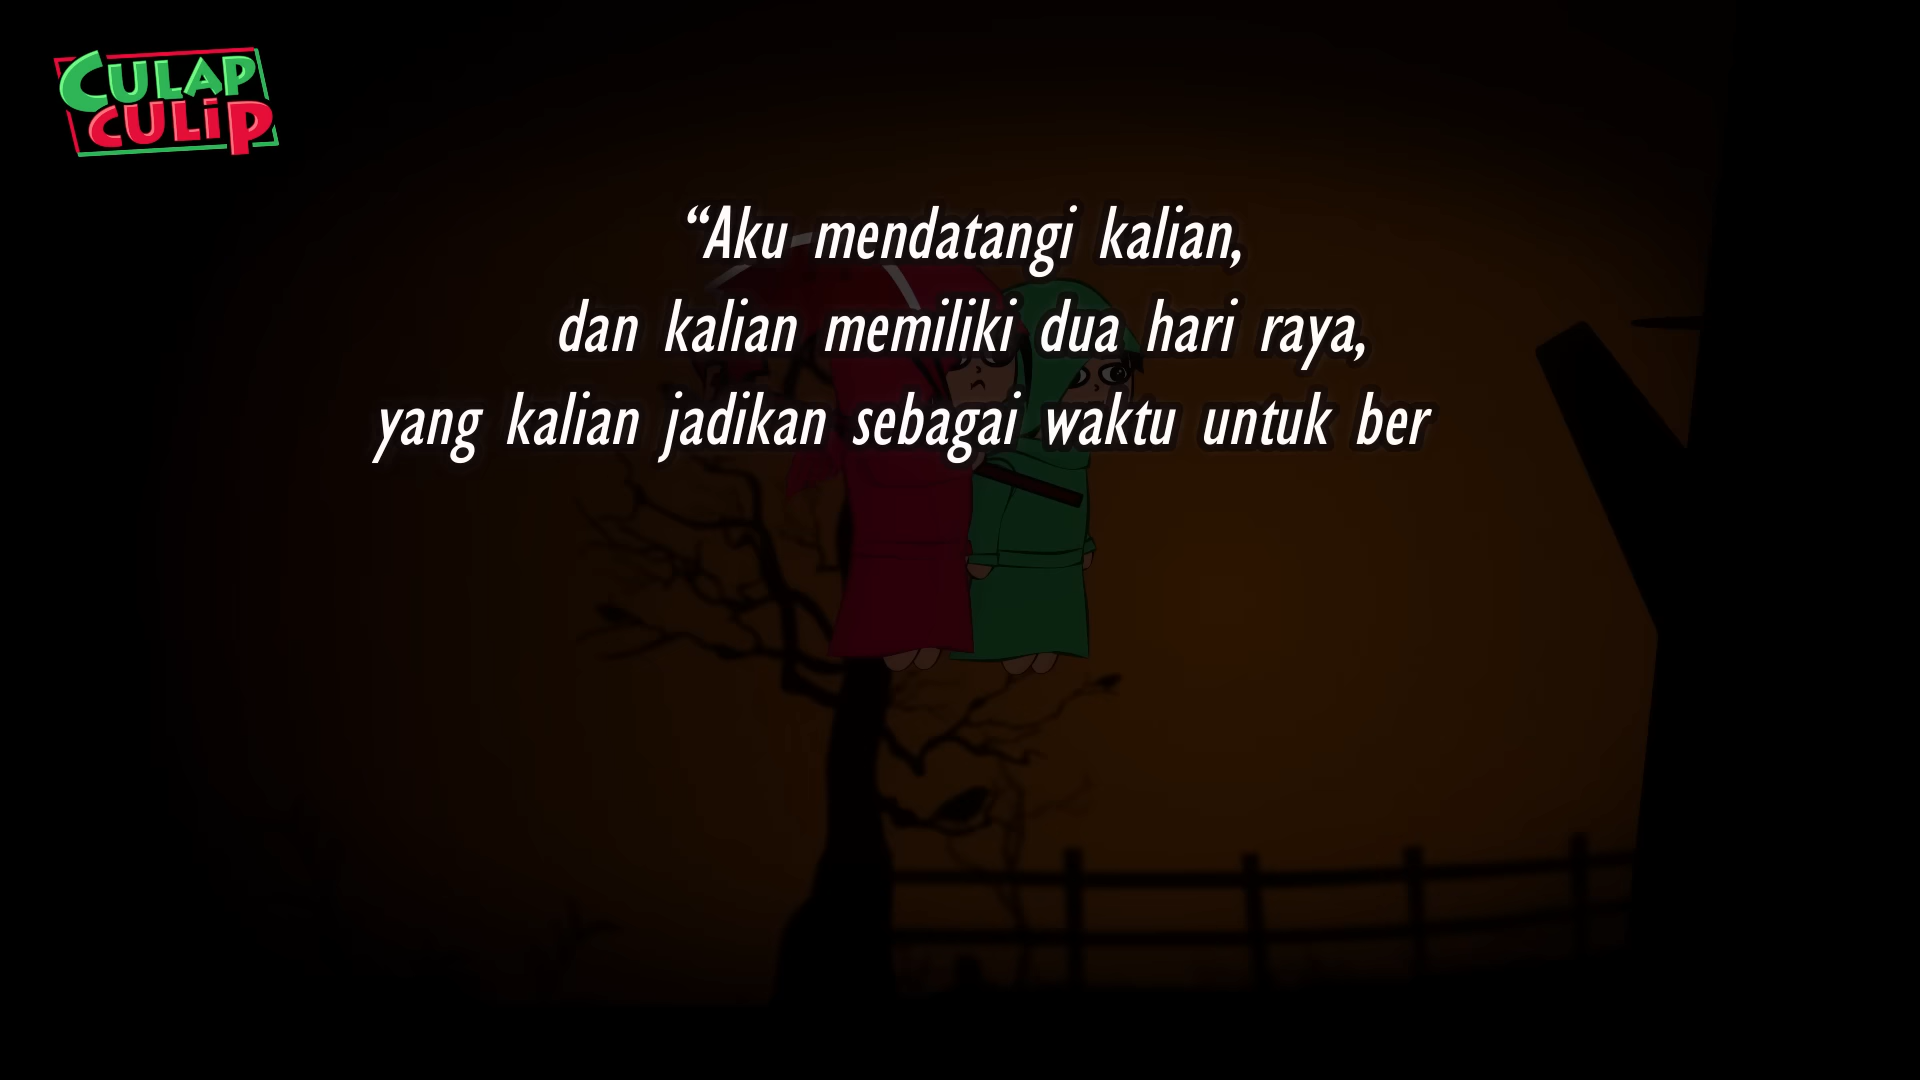 CULAP
CULIP
“Aku mendatangi kalian,
dan kalian memiliki dua hari raya,
yang kalian jadikan sebagai waktu untuk ber